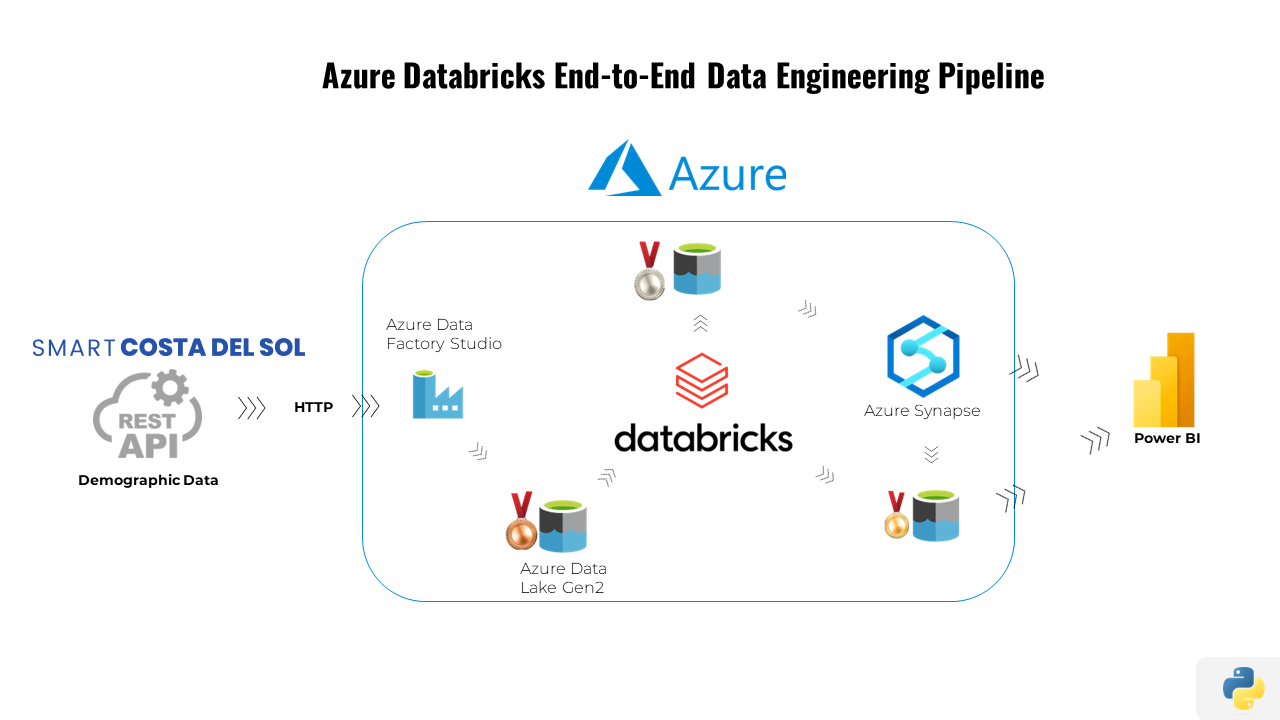 Azure Databricks End-to-End Data Engineering Pipeline
Azure
Azure Data
Factory Studio
SMART COSTA DEL SOL
REST
API
HTTP
Demographic Data
databricks
Azure Synapse
Power BI
Azure Data
Lake Gen2